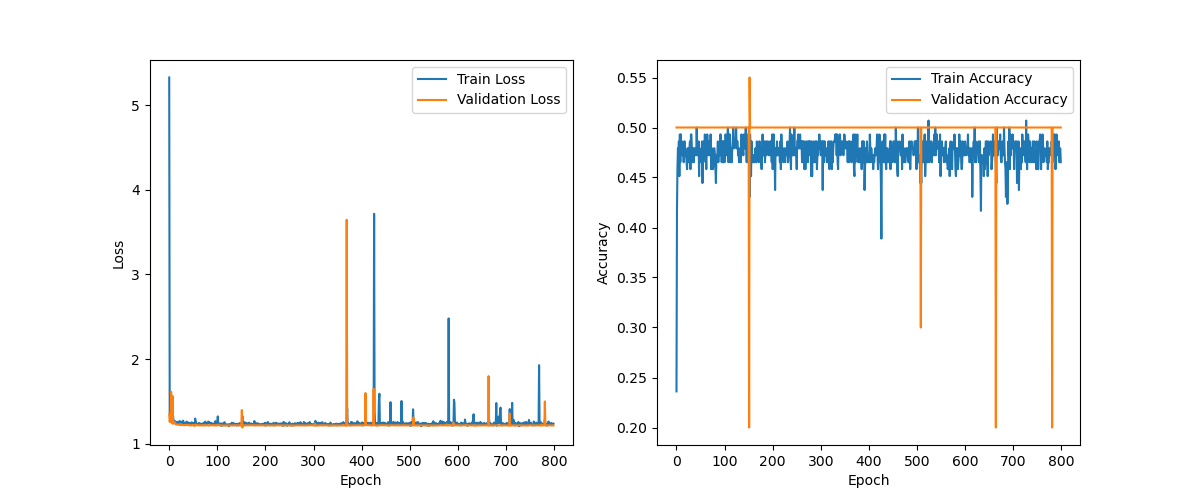 Train Loss
Validation Loss
5
4
3
2
1
Loss
0 100 200 300 400 500 600 700 800
Epoch
Train Accuracy
Validation Accuracy
0.55
0.50
0.45
0.40
0.35
0.30
0.25
0.20
Accuracy
0 100 200 300 400 500 600 700 800
Epoch